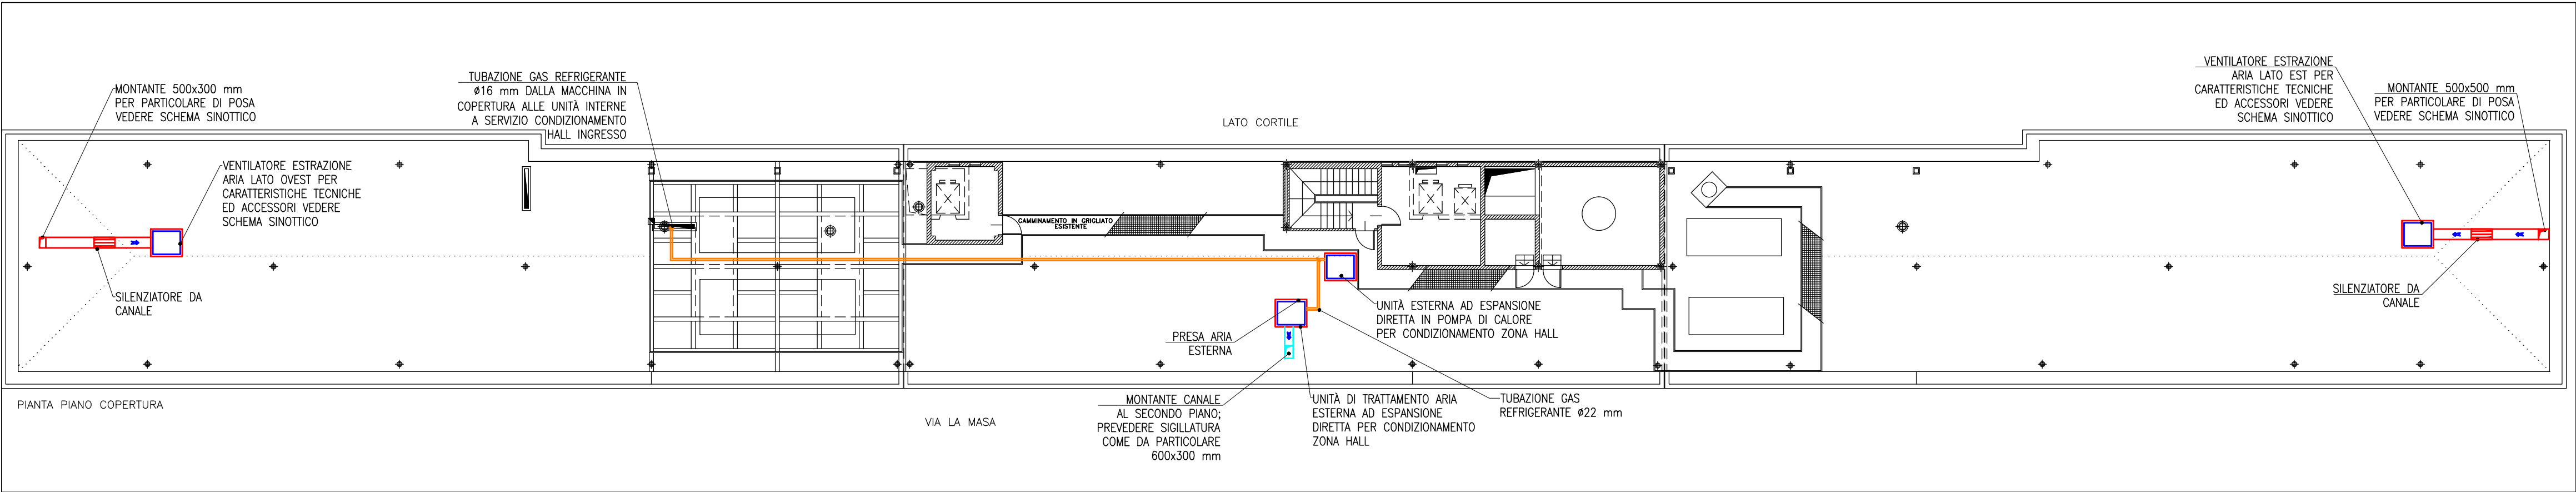 MONTANTE 500x300 mm
PER PARTICOLARE DI POSA
VEDERE SCHEMA SINOTTICO
VENTILATORE ESTRAZIONE
ARIA LATO OVEST PER
CARATTERISTICHE TECNICHE
ED ACCESSORI VEDERE
SCHEMA SINOTTICO
SILENZIATORE DA
CANALE
TUBAZIONE GAS REFRIGERANTE
ø16 mm DALLA MACCHINA IN
COPERTURA ALLE UNITÀ INTERNE
A SERVIZIO CONDIZIONAMENTO
HALL INGRESSO
LATO CORTILE
CAMMINAMENTO IN GRIGLIATO
ESISTENTE
UNITÀ ESTERNA AD ESPANSIONE
DIRETTA IN POMPA DI CALORE
PER CONDIZIONAMENTO ZONA HALL
PRESA ARIA
ESTERNA
VENTILATORE ESTRAZIONE
ARIA LATO EST PER
CARATTERISTICHE TECNICHE
ED ACCESSORI VEDERE
SCHEMA SINOTTICO
MONTANTE 500x500 mm
PER PARTICOLARE DI POSA
VEDERE SCHEMA SINOTTICO
SILENZIATORE DA
CANALE
PIANTA PIANO COPERTURA
VIA LA MASA
MONTANTE CANALE
AL SECONDO PIANO;
PREVEDERE SIGILLATURA
COME DA PARTICOLARE
600x300 mm
UNITÀ DI TRATTAMENTO ARIA
ESTERNA AD ESPANSIONE
DIRETTA PER CONDIZIONAMENTO
ZONA HALL
TUBAZIONE GAS
REFRIGERANTE ø22 mm